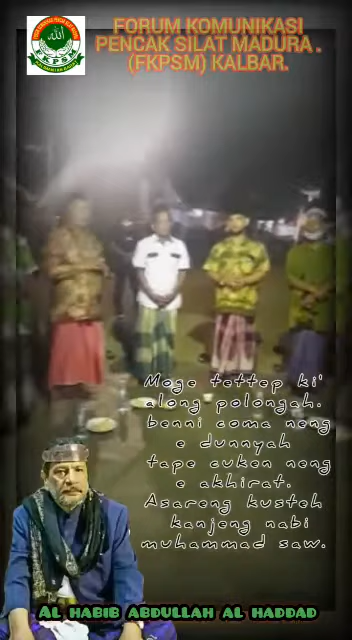 FORUM KOMUNIKASI
PENCAK SILAT MADURA .
(FKPSM) KALBAR.
FKPSM
Moge tettep ki'
along polongah.
benni coma neng
e dunnyah
tape cuken neng
e akhirat.
Asareng kusteh
kanjeng nabi
muhammad saw.
AL HABIB ABDULLAH AL HADDAD